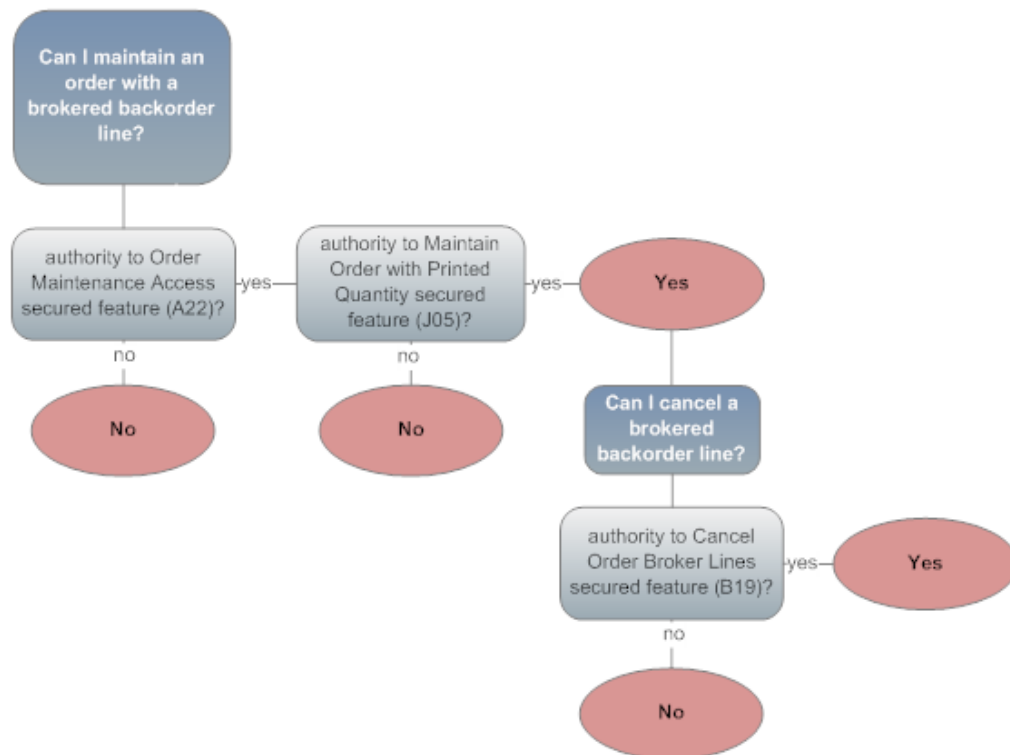 Can I maintain an
order with a
brokered backorder
line?
authority to Order
Maintenance Access
secured feature (A22)?
yes
authority to Maintain
Order with Printed
Quantity secured
feature (J05)?
yes
Yes
no
No
no
No
Can I cancel a
brokered
backorder line?
authority to Cancel
Order Broker Lines
secured feature (B19)?
yes
Yes
no
No